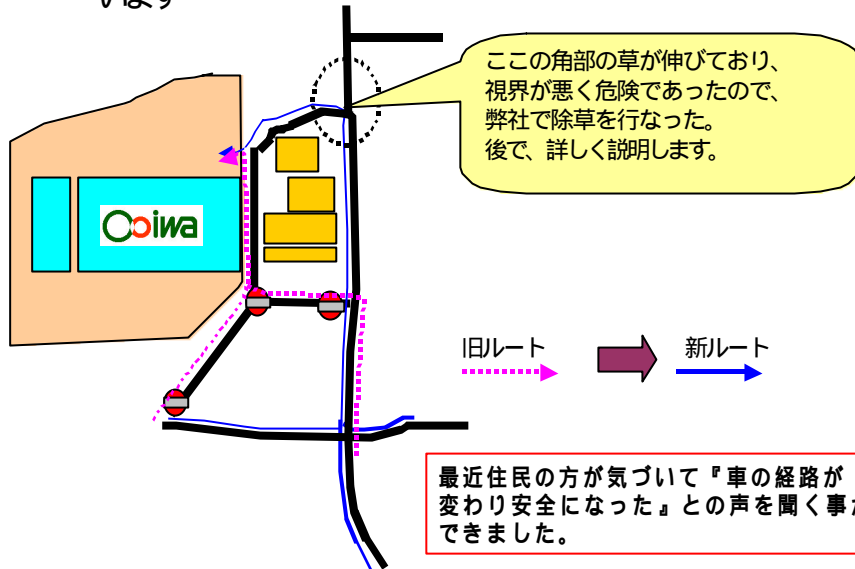 います
ここの角部の草が伸びており、
視界が悪く危険であったので、
弊社で除草を行なった。
後で、詳しく説明します。
Ooiwa
旧ルート
新ルート
最近住民の方が気づいて『車の経路が
変わり安全になった』との声を聞く事が
できました。